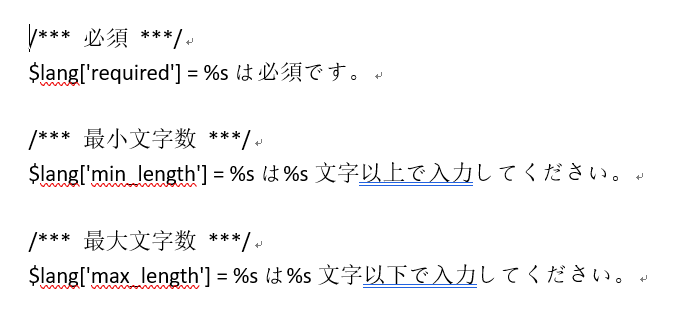 /*** 必須 ***/
$lang['required'] = %s は必須です。
/*** 最小文字数 ***/
$lang['min_length'] = %s は%s 文字以上で入力してください。
/*** 最大文字数 ***/
$lang['max_length'] = %s は%s 文字以下で入力してください。